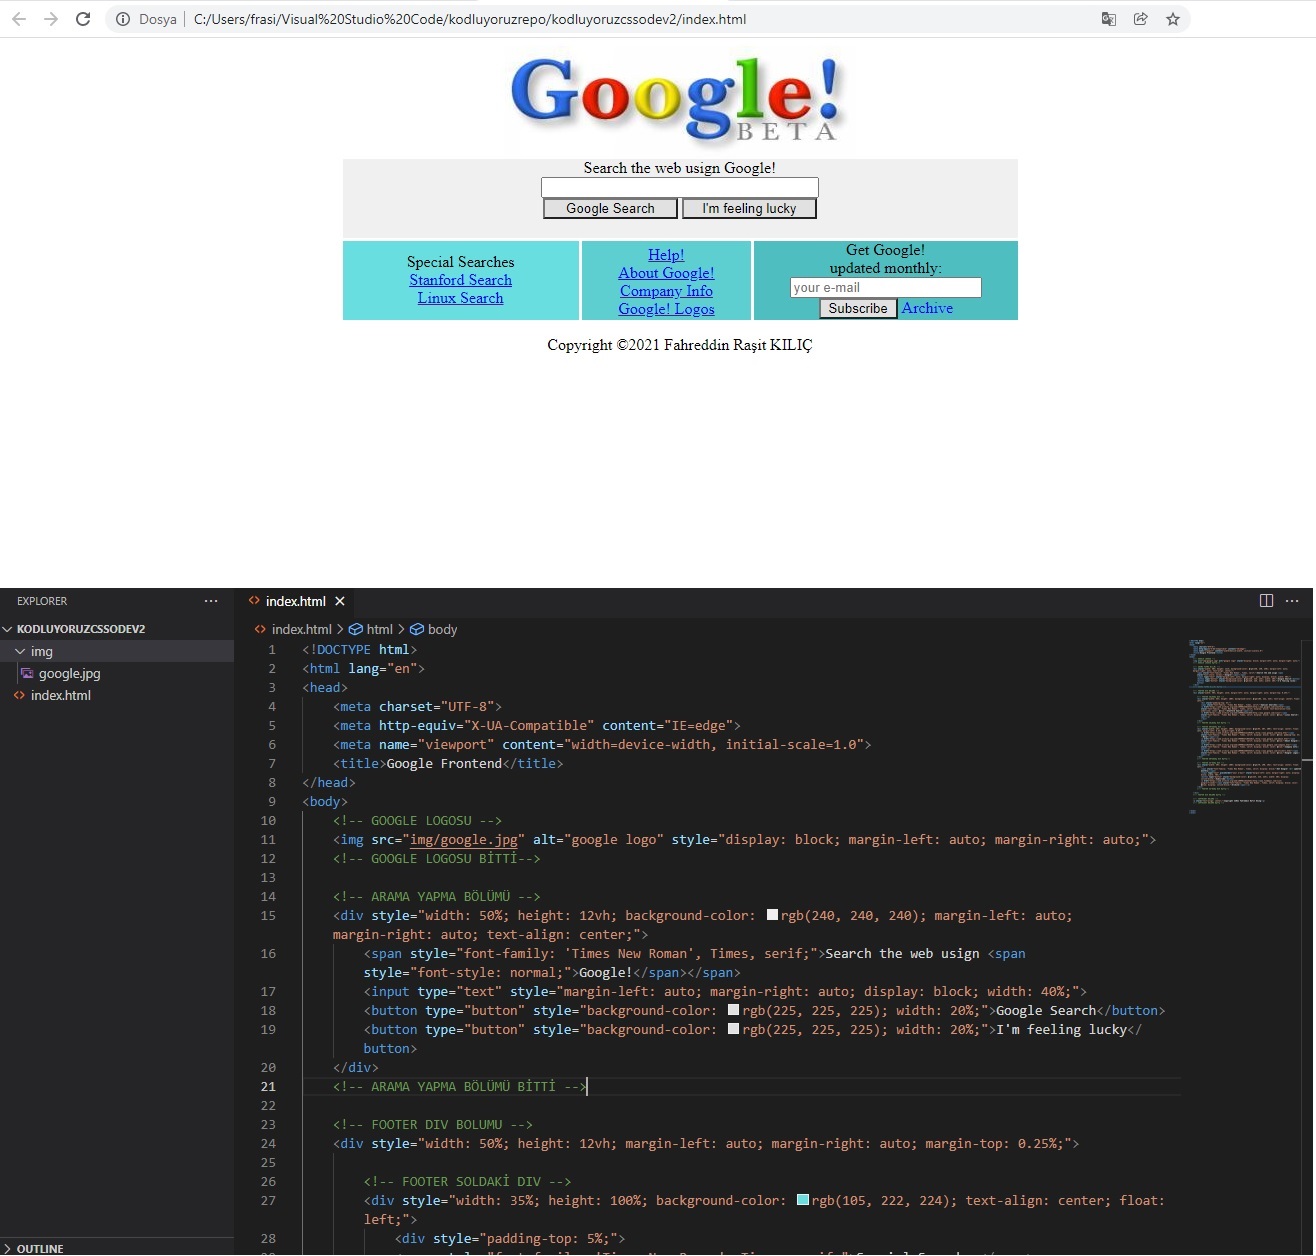 Dosya | C:/Users/frasi/Visual%20Studio%20Code/kodluyoruzrepo/kodluyoruzcssodev2/index.html
Google!
BETA
Search the web usign Google!
Google Search I'm feeling lucky
Special Searches
Stanford Search
Linux Search
Help!
About Google!
Company Info
Google! Logos
Get Google!
updated monthly:
your e-mail
Subscribe Archive
Copyright ©2021 Fahreddin Raşit KILIÇ
EXPLORER ···
KODLUYORUZCSSODEV2
img
google.jpg
index.html
OUTLINE
index.html
index.html > html > body
1 <!DOCTYPE html>
2 <html lang="en">
3 <head>
4 <meta charset="UTF-8">
5 <meta http-equiv="X-UA-Compatible" content="IE=edge">
6 <meta name="viewport" content="width=device-width, initial-scale=1.0">
7 <title>Google Frontend</title>
8 </head>
9 <body>
10 <!-- GOOGLE LOGOSU -->
11 <img src="img/google.jpg" alt="google logo" style="display: block; margin-left: auto; margin-right: auto;">
12 <!-- GOOGLE LOGOSU BİTTİ-->
13
14 <!-- ARAMA YAPMA BÖLÜMÜ -->
15 <div style="width: 50%; height: 12vh; background-color: rgb(240, 240, 240); margin-left: auto;
margin-right: auto; text-align: center;">
16 <span style="font-family: 'Times New Roman', Times, serif;">Search the web usign <span
style="font-style: normal;">Google!</span></span>
17 <input type="text" style="margin-left: auto; margin-right: auto; display: block; width: 40%;">
18 <button type="button" style="background-color: rgb(225, 225, 225); width: 20%;">Google Search</button>
19 <button type="button" style="background-color: rgb(225, 225, 225); width: 20%;">I'm feeling lucky</
button>
20 </div>
21 <!-- ARAMA YAPMA BÖLÜMÜ BİTTİ -->
22
23 <!-- FOOTER DIV BOLUMU -->
24 <div style="width: 50%; height: 12vh; margin-left: auto; margin-right: auto; margin-top: 0.25%;">
25
26 <!-- FOOTER SOLDAKİ DIV -->
27 <div style="width: 35%; height: 100%; background-color: rgb(105, 222, 224); text-align: center; float:
left;">
28 <div style="padding-top: 5%;">